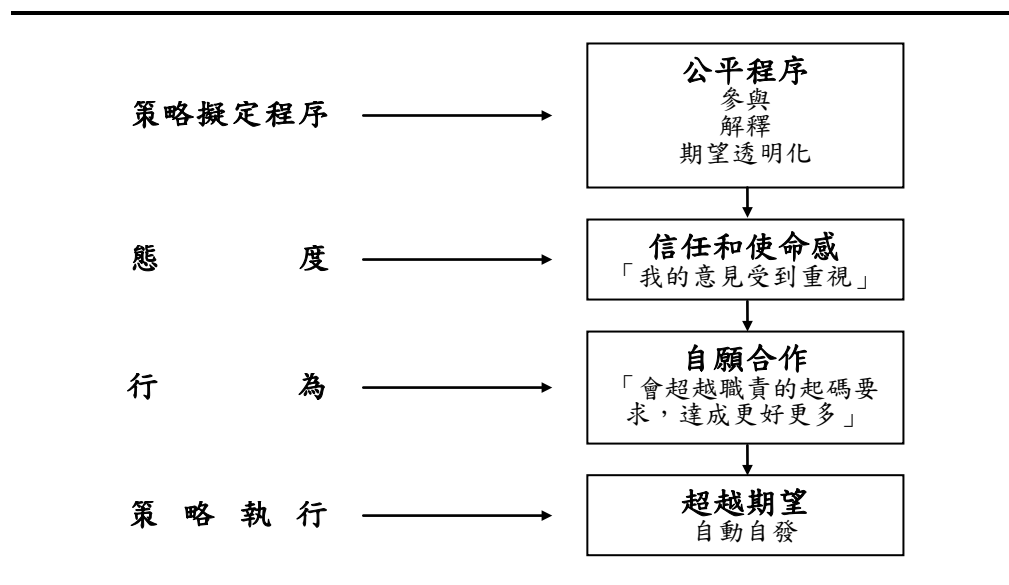 公平程序
參與
策略擬定程序
解釋
期望透明化
態 度
信任和使命感
「我的意見受到重視」
行 為
自願合作
「會超越職責的起碼要
求，達成更好更多」
策 略 執 行
超越期望
自動自發